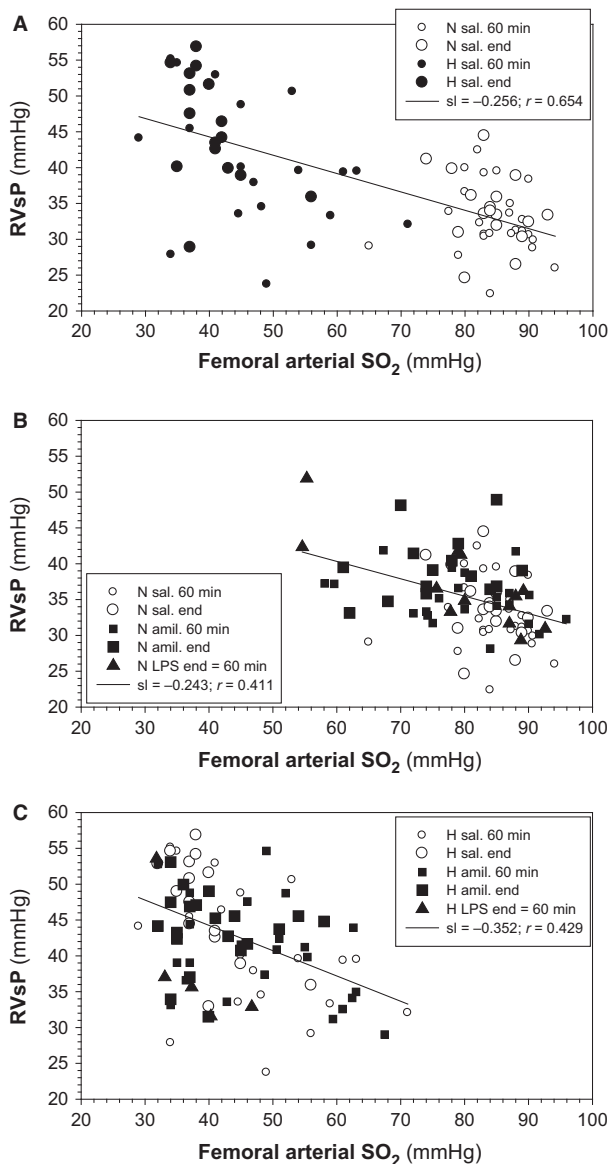 A
60
55
50
45
40
35
30
25
20
RVsP (mmHg)
N sal. 60 min
N sal. end
H sal. 60 min
H sal. end
sl = –0.256; r = 0.654
20 30 40 50 60 70 80 90 100
Femoral arterial SO2 (mmHg)
B
60
55
50
45
40
35
30
25
20
RVsP (mmHg)
N sal. 60 min
N sal. end
N amil. 60 min
N amil. end
N LPS end = 60 min
sl = –0.243; r = 0.411
20 30 40 50 60 70 80 90 100
Femoral arterial SO2 (mmHg)
C
60
55
50
45
40
35
30
25
20
RVsP (mmHg)
H sal. 60 min
H sal. end
H amil. 60 min
H amil. end
H LPS end = 60 min
sl = –0.352; r = 0.429
20 30 40 50 60 70 80 90 100
Femoral arterial SO2 (mmHg)